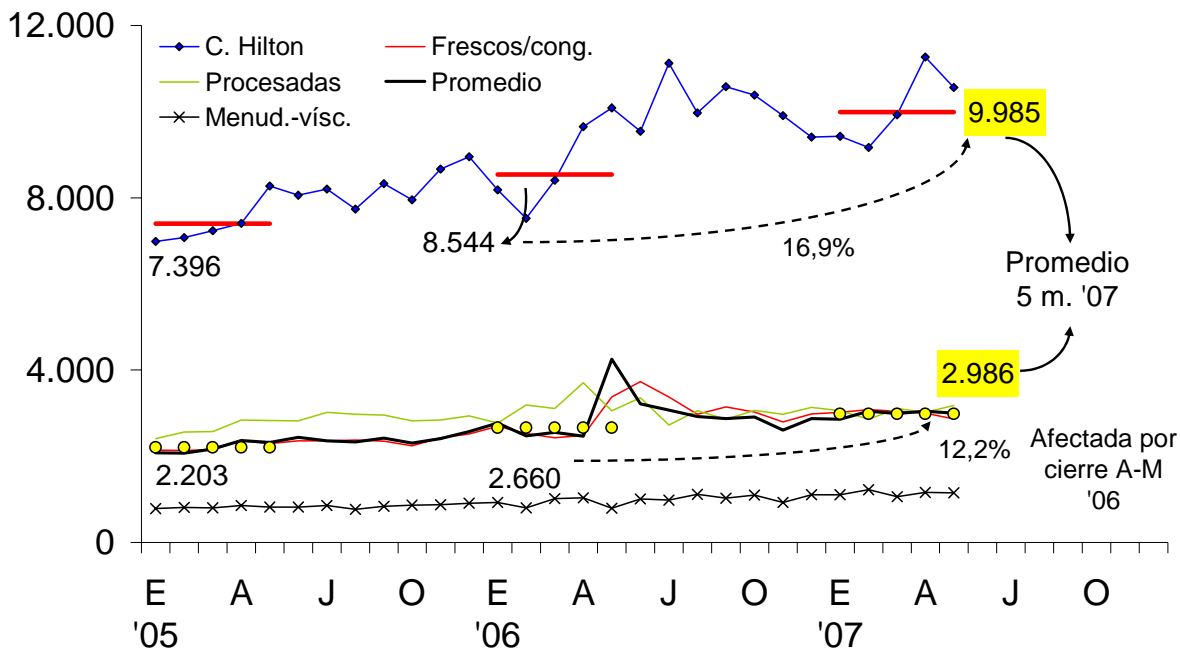 12.000
8.000
4.000
0
C. Hilton
Frescos/cong.
Procesadas
Promedio
Menud.-vísc.
9.985
8.544
7.396
16,9%
Promedio
5 m. '07
2.986
2.203
2.660
12,2%
Afectada por
cierre A-M
'06
E A J O E A J O E A J O
'05 '06 '07